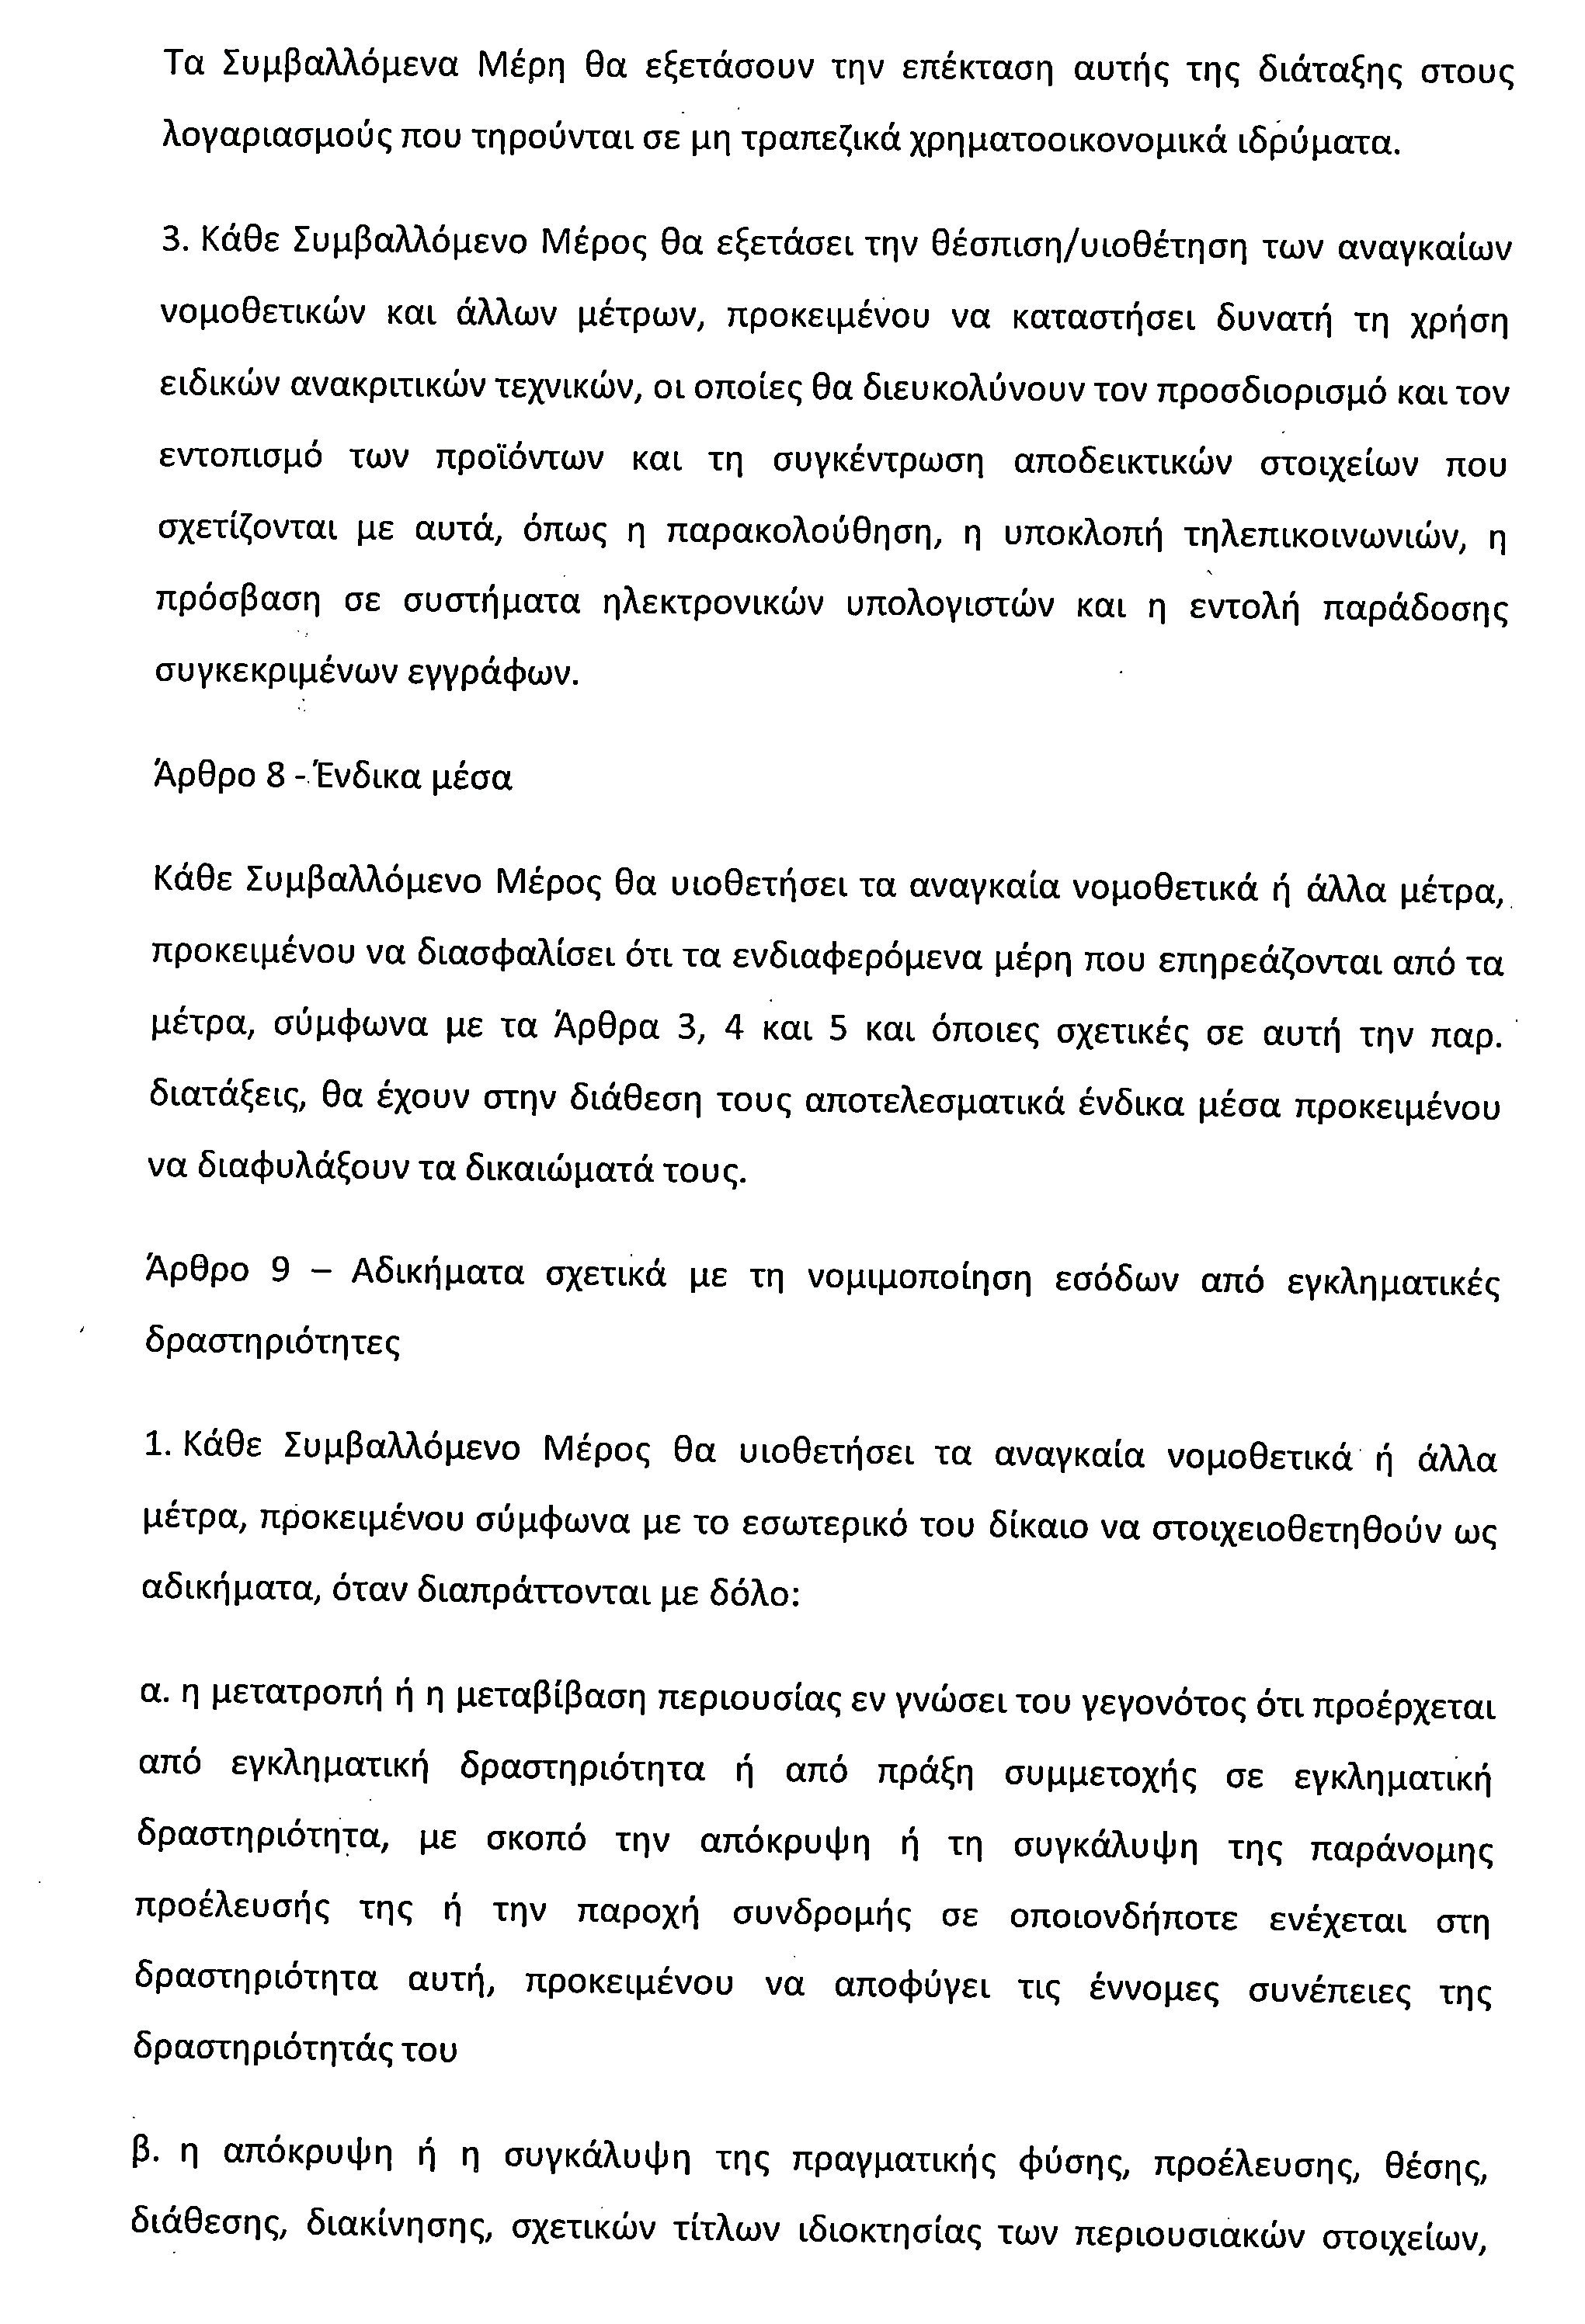 Τα Συμβαλλόμενα Μέρη θα εξετάσουν την επέκταση αυτής της διάταξης στους
λογαριασμούς που τηρούνται σε μη τραπεζικά χρηματοοικονομικά ιδρύματα.
3. Κάθε Συμβαλλόμενο Μέρος θα εξετάσει την θέσπιση/υιοθέτηση των αναγκαίων
νομοθετικών και άλλων μέτρων, προκειμένου να καταστήσει δυνατή τη χρήση
ειδικών ανακριτικών τεχνικών, οι οποίες θα διευκολύνουν τον προσδιορισμό και τον
εντοπισμό των προϊόντων και τη συγκέντρωση αποδεικτικών στοιχείων που
σχετίζονται με αυτά, όπως η παρακολούθηση, η υποκλοπή τηλεπικοινωνιών, η
πρόσβαση σε συστήματα ηλεκτρονικών υπολογιστών και η εντολή παράδοσης
συγκεκριμένων εγγράφων.
Άρθρο 8 - Ένδικα μέσα
Κάθε Συμβαλλόμενο Μέρος θα υιοθετήσει τα αναγκαία νομοθετικά ή άλλα μέτρα,
προκειμένου να διασφαλίσει ότι τα ενδιαφερόμενα μέρη που επηρεάζονται από τα
μέτρα, σύμφωνα με τα Άρθρα 3, 4 και 5 και όποιες σχετικές σε αυτή την παρ.
διατάξεις, θα έχουν στην διάθεση τους αποτελεσματικά ένδικα μέσα προκειμένου
να διαφυλάξουν τα δικαιώματά τους.
Άρθρο 9 – Αδικήματα σχετικά με τη νομιμοποίηση εσόδων από εγκληματικές
δραστηριότητες
1. Κάθε Συμβαλλόμενο Μέρος θα υιοθετήσει τα αναγκαία νομοθετικά ή άλλα
μέτρα, προκειμένου σύμφωνα με το εσωτερικό του δίκαιο να στοιχειοθετηθούν ως
αδικήματα, όταν διαπράττονται με δόλο:
α. η μετατροπή ή η μεταβίβαση περιουσίας εν γνώσει του γεγονότος ότι προέρχεται
από εγκληματική δραστηριότητα ή από πράξη συμμετοχής σε εγκληματική
δραστηριότητα, με σκοπό την απόκρυψη ή τη συγκάλυψη της παράνομης
προέλευσής της ή την παροχή συνδρομής σε οποιονδήποτε ενέχεται στη
δραστηριότητα αυτή, προκειμένου να αποφύγει τις έννομες συνέπειες της
δραστηριότητάς του
β. η απόκρυψη ή η συγκάλυψη της πραγματικής φύσης, προέλευσης, θέσης,
διάθεσης, διακίνησης, σχετικών τίτλων ιδιοκτησίας των περιουσιακών στοιχείων,